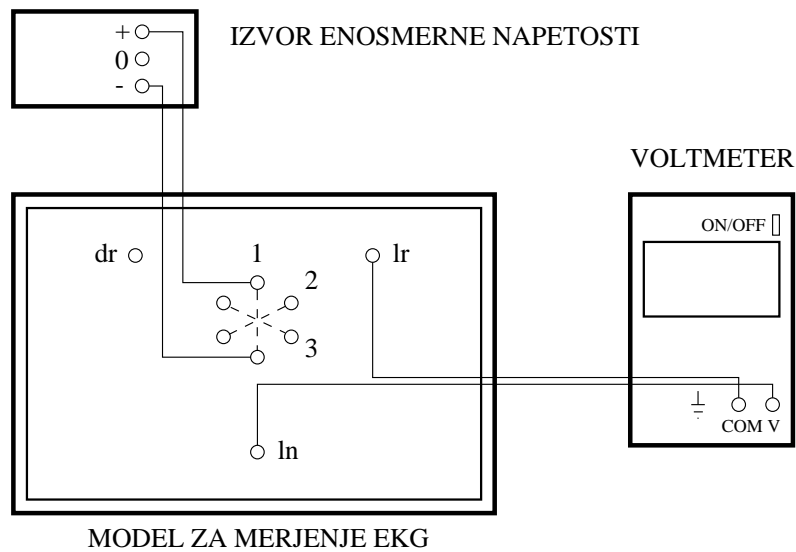 IZVOR ENOSMERNE NAPETOSTI
+
0
-
VOLTMETER
ON/OFF
dr
1
lr
2
3
COM V
ln
MODEL ZA MERJENJE EKG